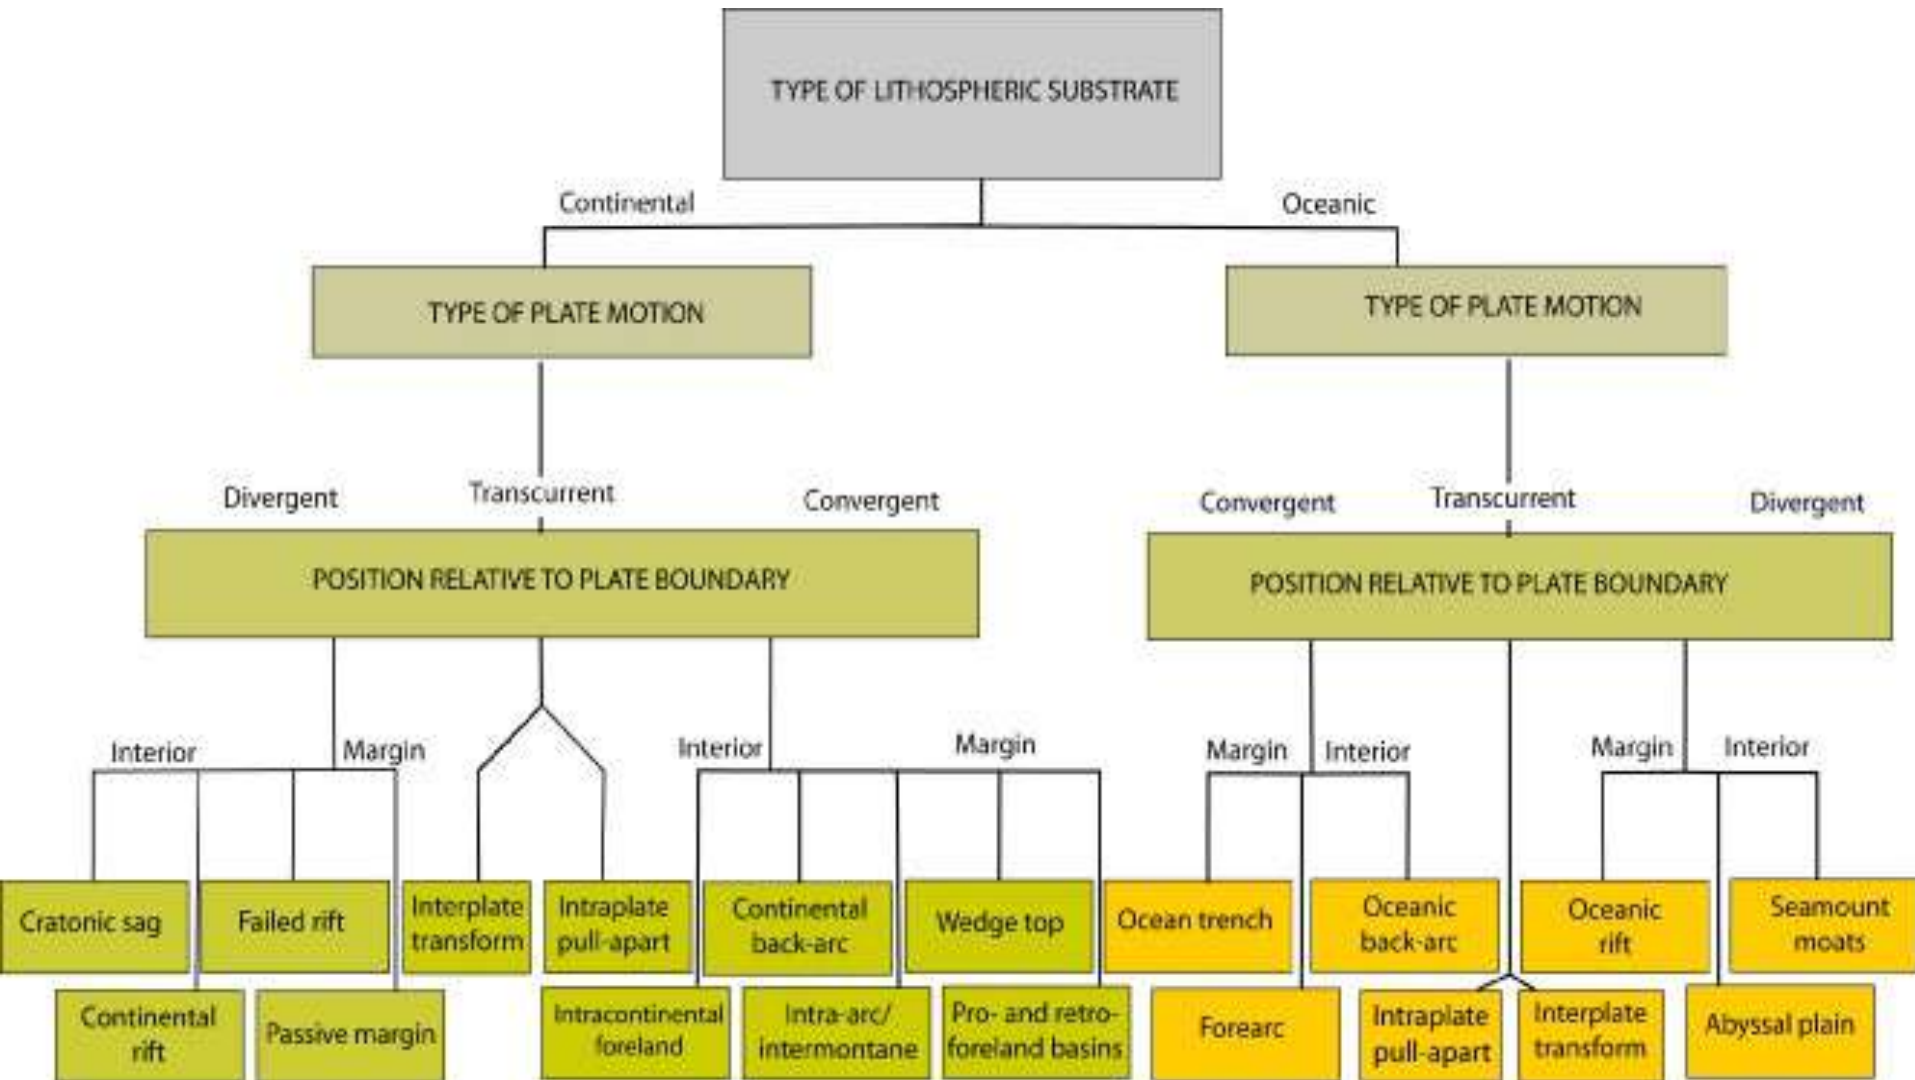 TYPE OF LITHOSPHERIC SUBSTRATE
Continental
Oceanic
TYPE OF PLATE MOTION
TYPE OF PLATE MOTION
Divergent
Transcurrent
Convergent
Convergent
Transcurrent
Divergent
POSITION RELATIVE TO PLATE BOUNDARY
POSITION RELATIVE TO PLATE BOUNDARY
Interior
Margin
Interior
Margin
Margin
Interior
Margin
Interior
Cratonic sag
Failed rift
Interplate
transform
Intraplate
pull-apart
Continental
back-arc
Wedge top
Ocean trench
Oceanic
back-arc
Oceanic
rift
Seamount
moats
Continental
rift
Passive margin
Intracontinental
foreland
Intra-arc/
intermontane
Pro- and retro-
foreland basins
Forearc
Intraplate
pull-apart
Interplate
transform
Abyssal plain